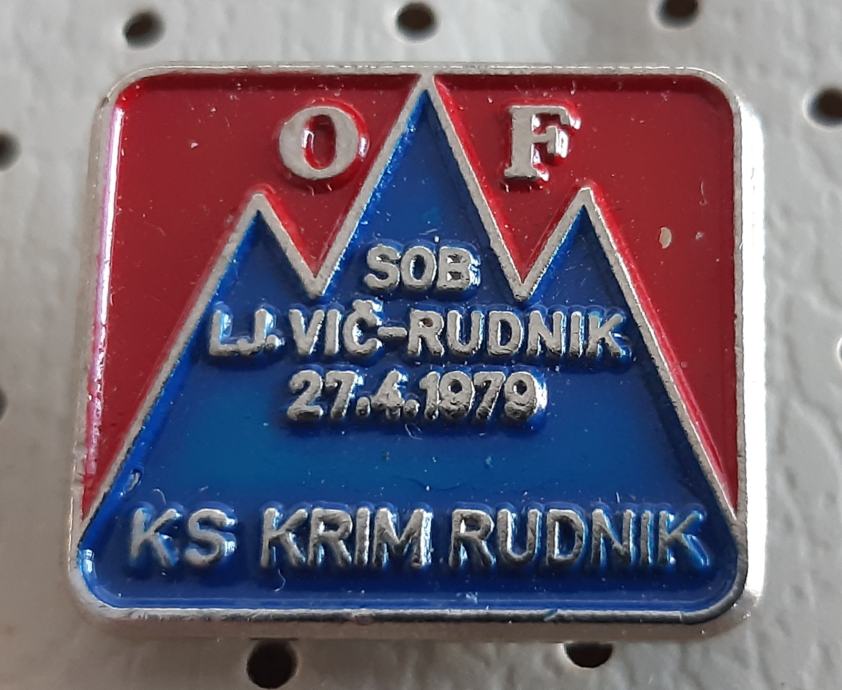 O F
SOB
LJ. VIČ-RUDNIK
27.4.1979
KS KRIM RUDNIK